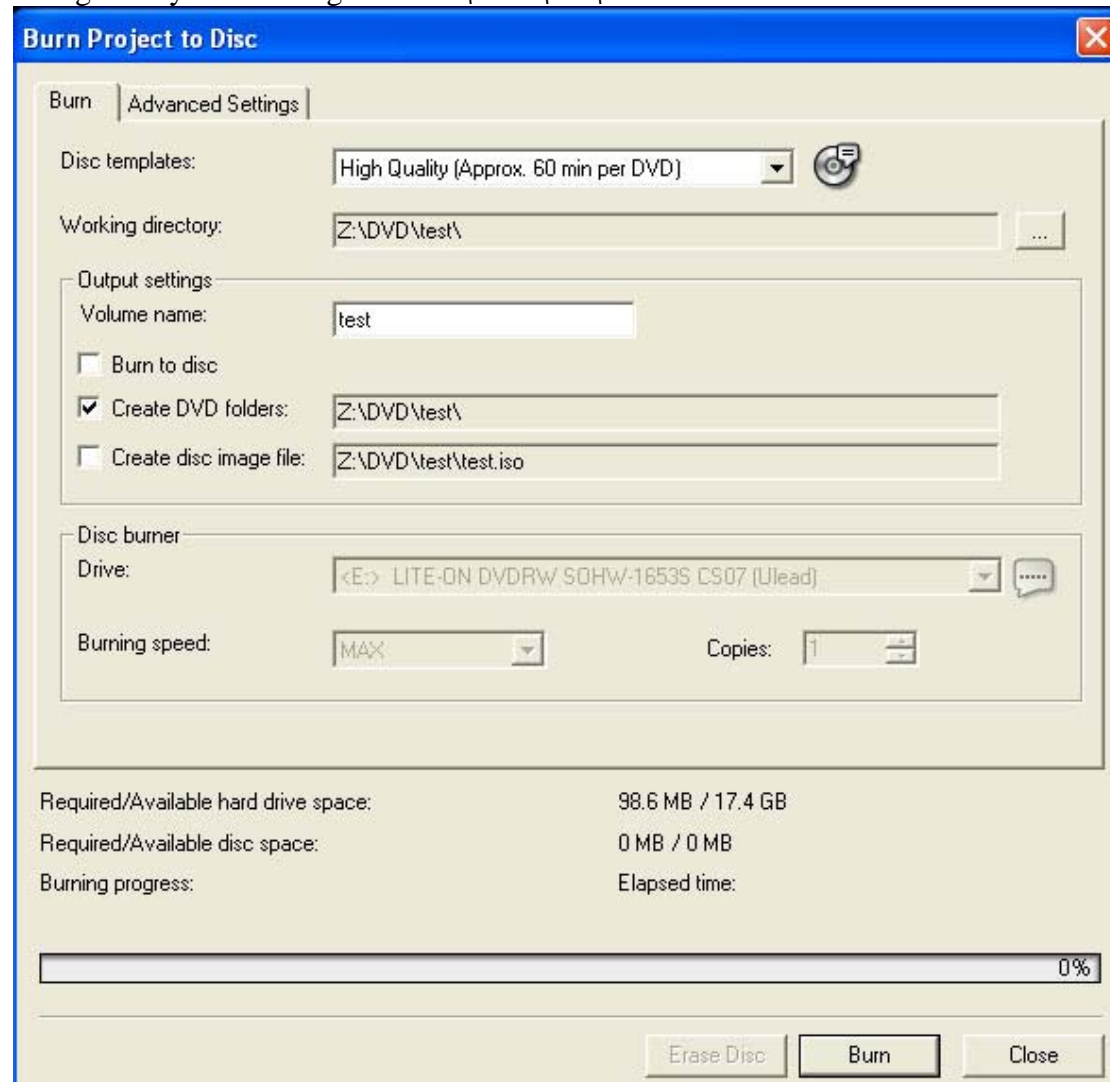 Burn Project to Disc
Burn
Advanced Settings
Disc templates:
High Quality (Approx. 60 min per DVD)
Working directory:
Z:\DVD\test\
...
Output settings
Volume name:
test
Burn to disc
Create DVD folders:
Z:\DVD\test\
Create disc image file:
Z:\DVD\test\test.iso
Disc burner
Drive:
<E:> LITE-ON DVDRW SOHW-1653S CS07 (Ulead)
Burning speed:
MAX
Copies:
1
Required/Available hard drive space:
98.6 MB / 17.4 GB
Required/Available disc space:
0 MB / 0 MB
Burning progress:
Elapsed time:
0%
Erase Disc
Burn
Close